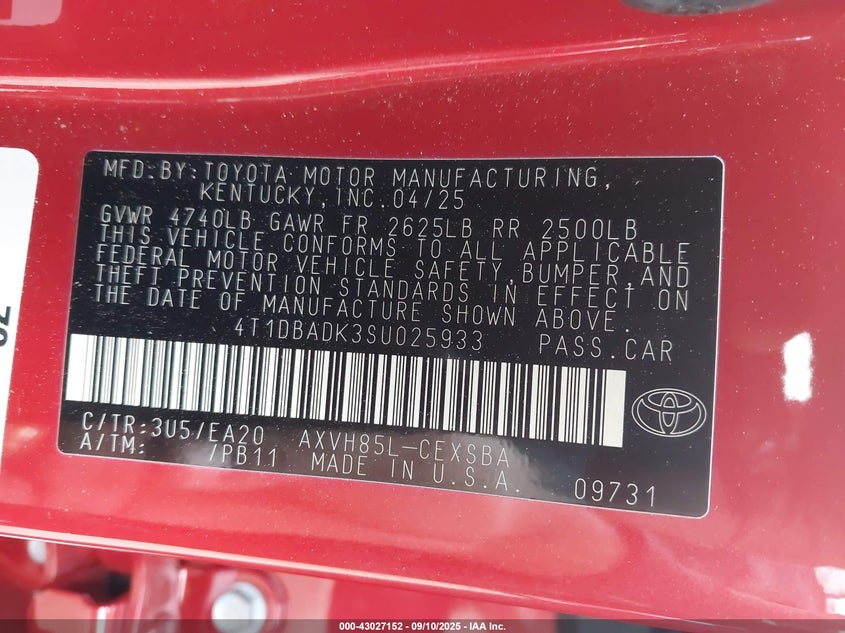 MFD.BY:TOYOTA MOTOR MANUFACTURING,
KENTUCKY,INC.04/25
GVWR 4740LB GAWR FR 2625LB RR 2500LB
THIS VEHICLE CONFORMS TO ALL APPLICABLE
FEDERAL MOTOR VEHICLE SAFETY,BUMPER,AND
THEFT PREVENTION STANDARDS IN EFFECT ON
THE DATE OF MANUFACTURE SHOWN ABOVE.
4T1DBADK3SU025933 PASS.CAR
C/TR:3U5/EA20 AXVH85L-CEXSBA
A/TM: /PB11 MADE IN U.S.A. 09731
000-43027152 - 09/10/2025 - IAA Inc.